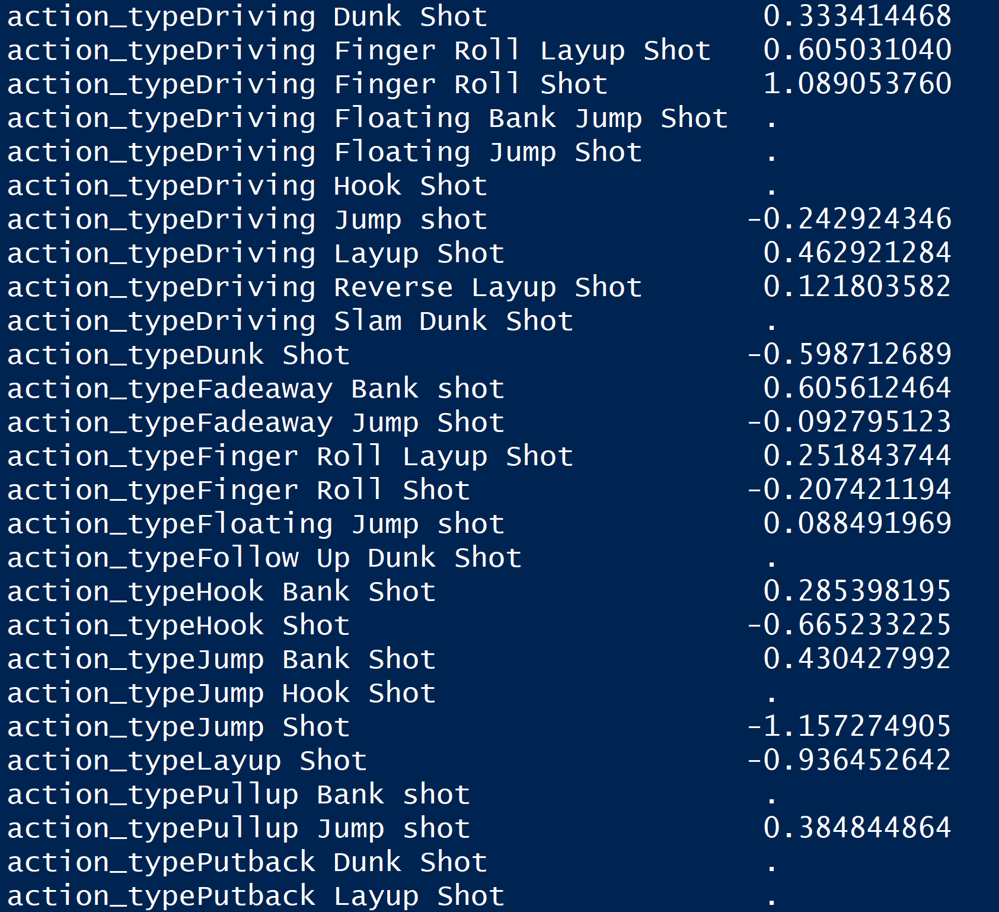 action_typeDriving Dunk Shot 0.333414468
action_typeDriving Finger Roll Layup Shot 0.605031040
action_typeDriving Finger Roll Shot 1.089053760
action_typeDriving Floating Bank Jump Shot .
action_typeDriving Floating Jump Shot .
action_typeDriving Hook Shot .
action_typeDriving Jump shot -0.242924346
action_typeDriving Layup Shot 0.462921284
action_typeDriving Reverse Layup Shot 0.121803582
action_typeDriving Slam Dunk Shot .
action_typeDunk Shot -0.598712689
action_typeFadeaway Bank shot 0.605612464
action_typeFadeaway Jump Shot -0.092795123
action_typeFinger Roll Layup Shot 0.251843744
action_typeFinger Roll Shot -0.207421194
action_typeFloating Jump shot 0.088491969
action_typeFollow Up Dunk Shot .
action_typeHook Bank Shot 0.285398195
action_typeHook Shot -0.665233225
action_typeJump Bank Shot 0.430427992
action_typeJump Hook Shot .
action_typeJump Shot -1.157274905
action_typeLayup Shot -0.936452642
action_typePullup Bank shot .
action_typePullup Jump shot 0.384844864
action_typePutback Dunk Shot .
action_typePutback Layup Shot .